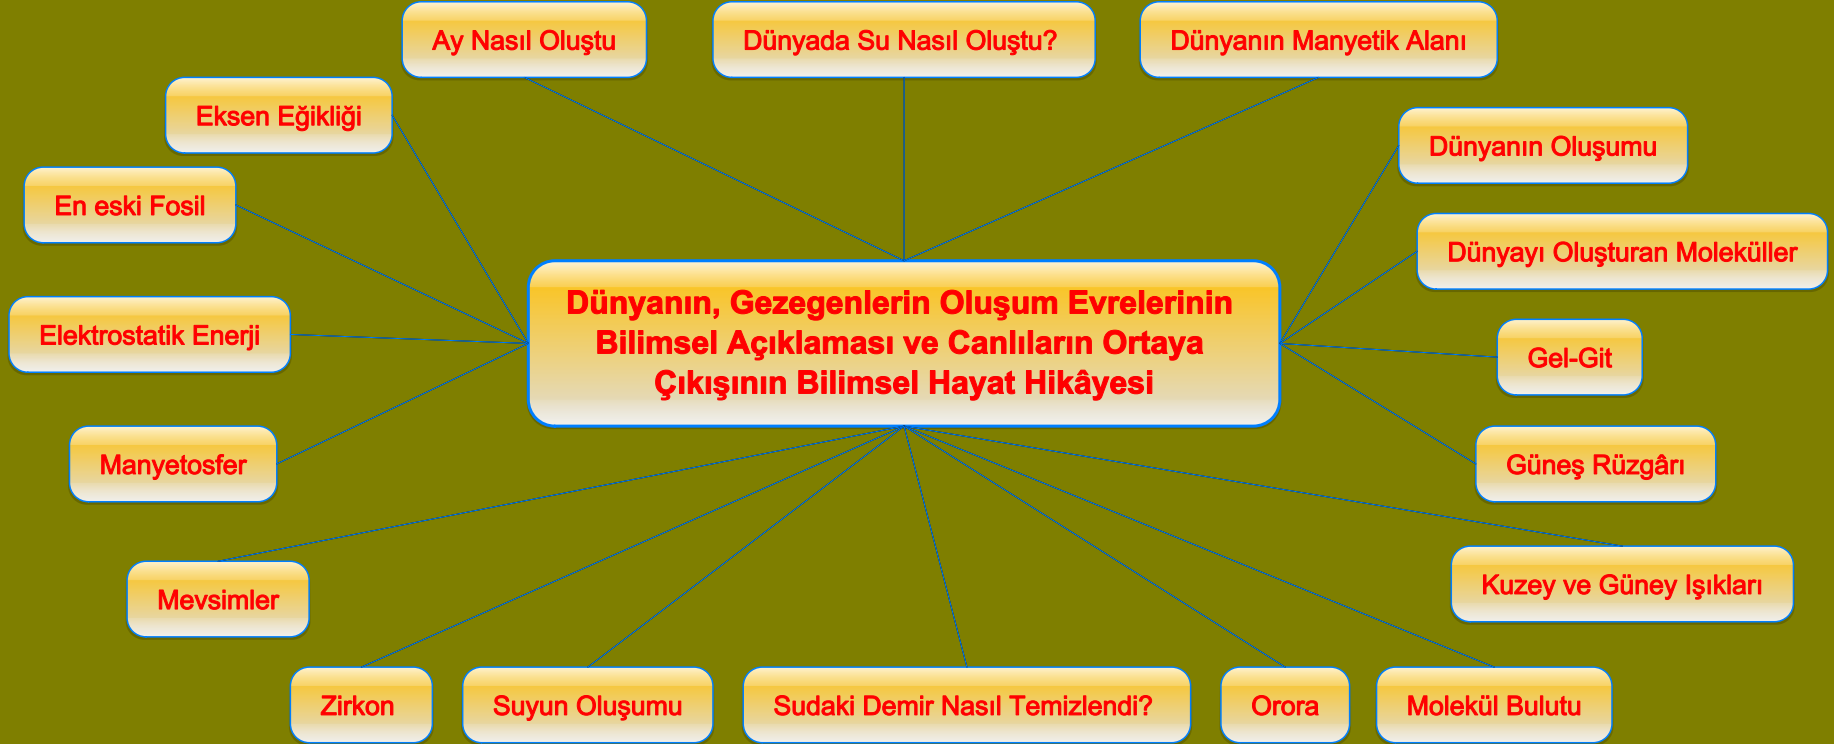 Ay Nasıl Oluştu
Dünyada Su Nasıl Oluştu?
Dünyanın Manyetik Alanı
Eksen Eğikliği
Dünyanın Oluşumu
En eski Fosil
Dünyayı Oluşturan Moleküller
Dünyanın, Gezegenlerin Oluşum Evrelerinin
Bilimsel Açıklaması ve Canlıların Ortaya
Çıkışının Bilimsel Hayat Hikâyesi
Elektrostatik Enerji
Gel-Git
Manyetosfer
Güneş Rüzgârı
Mevsimler
Kuzey ve Güney Işıkları
Zirkon
Suyun Oluşumu
Sudaki Demir Nasıl Temizlendi?
Orora
Molekül Bulutu